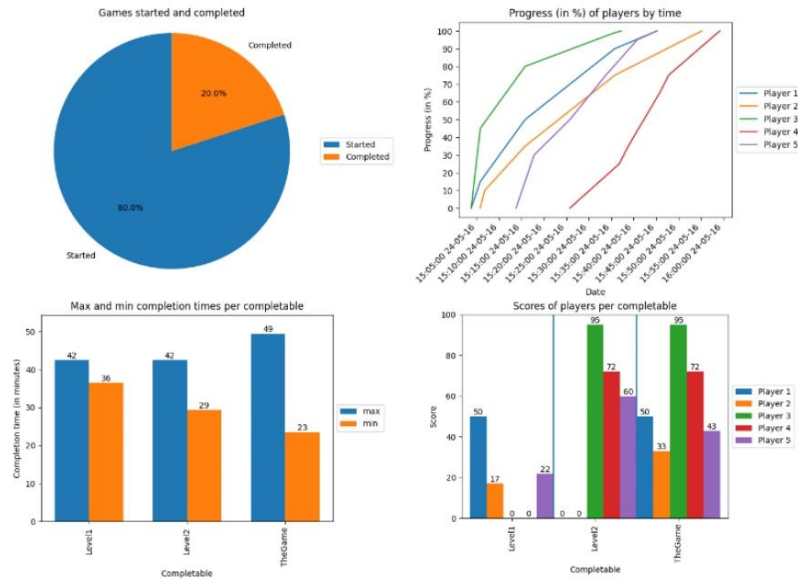 Games started and completed
Completed
20.0%
80.0%
Started
Started
Completed
Progress (in %) of players by time
Progress (in %)
100
90
80
70
60
50
40
30
20
10
0
15:05:00 24-05-16
15:10:00 24-05-16
15:15:00 24-05-16
15:20:00 24-05-16
15:25:00 24-05-16
15:30:00 24-05-16
15:35:00 24-05-16
15:40:00 24-05-16
15:45:00 24-05-16
15:50:00 24-05-16
15:55:00 24-05-16
16:00:00 24-05-16
Date
Player 1
Player 2
Player 3
Player 4
Player 5
Max and min completion times per completable
Completion time (in minutes)
50
40
30
20
10
0
42
36
42
29
49
23
Level1
Level2
TheGame
Completable
max
min
Scores of players per completable
Score
100
80
60
40
20
0
50
17
0
0
22
0
0
95
72
60
50
33
95
72
43
Level1
Level2
TheGame
Completable
Player 1
Player 2
Player 3
Player 4
Player 5